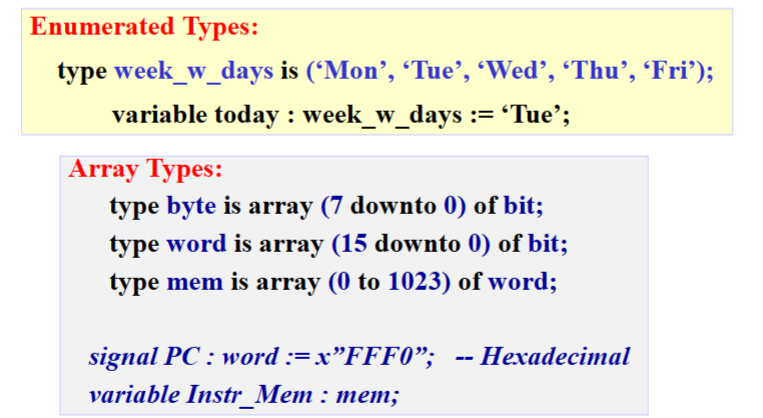 Enumerated Types:
type week_w_days is (‘Mon’, ‘Tue’, ‘Wed’, ‘Thu’, ‘Fri’);
variable today : week_w_days := ‘Tue’;
Array Types:
type byte is array (7 downto 0) of bit;
type word is array (15 downto 0) of bit;
type mem is array (0 to 1023) of word;
signal PC : word := x”FFF0”; -- Hexadecimal
variable Instr_Mem : mem;